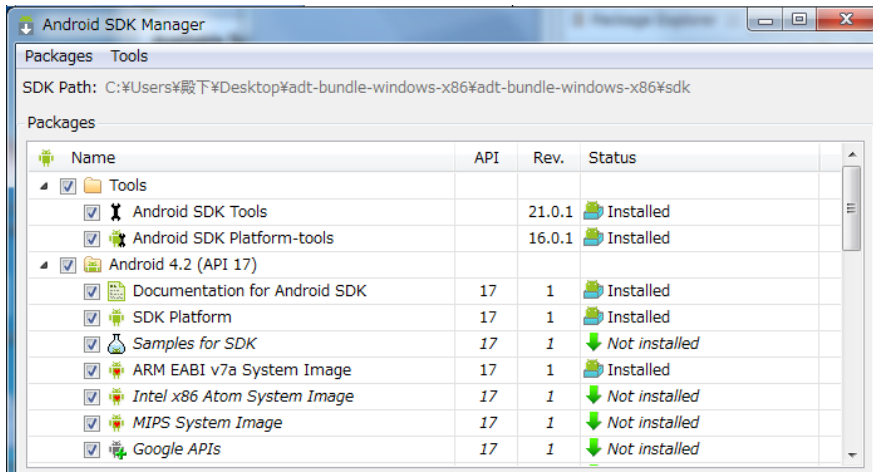 Android SDK Manager
Packages Tools
SDK Path: C:¥Users¥殿下¥Desktop¥adt-bundle-windows-x86¥adt-bundle-windows-x86¥sdk
Packages
Name API Rev. Status
Tools
Android SDK Tools 21.0.1 Installed
Android SDK Platform-tools 16.0.1 Installed
Android 4.2 (API 17)
Documentation for Android SDK 17 1 Installed
SDK Platform 17 1 Installed
Samples for SDK 17 1 Not installed
ARM EABI v7a System Image 17 1 Installed
Intel x86 Atom System Image 17 1 Not installed
MIPS System Image 17 1 Not installed
Google APIs 17 1 Not installed